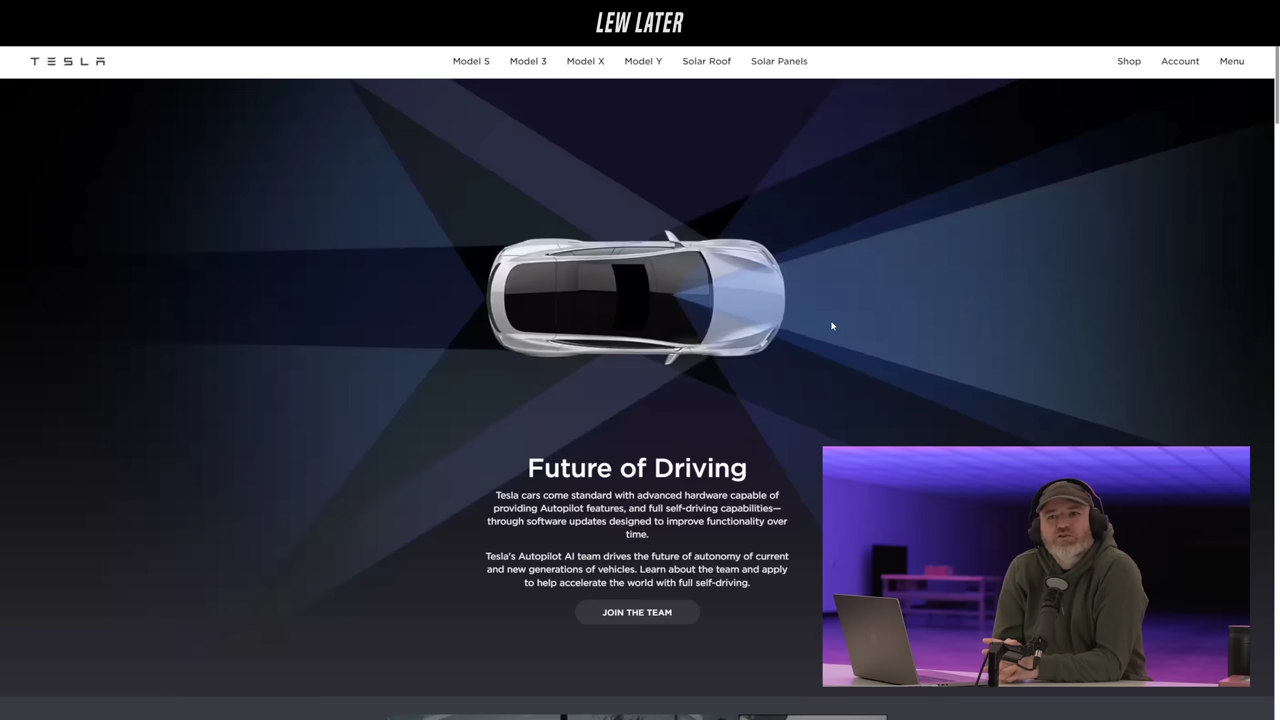 LEW LATER
TESLA
Model S
Model 3
Model X
Model Y
Solar Roof
Solar Panels
Shop
Account
Menu
Future of Driving
Tesla cars come standard with advanced hardware capable of
providing Autopilot features, and full self-driving capabilities—
through software updates designed to improve functionality over
time.
Tesla's Autopilot AI team drives the future of autonomy of current
and new generations of vehicles. Learn about the team and apply
to help accelerate the world with full self-driving.
JOIN THE TEAM